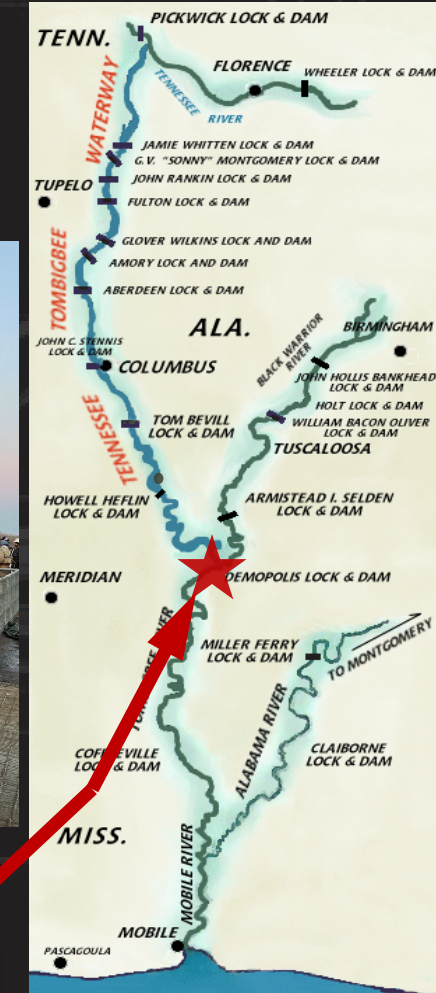 PICKWICK LOCK & DAM
TENN.
FLORENCE
WHEELER LOCK & DAM
TENNESSEE
RIVER
WATERWAY
JAMIE WHITTEN LOCK & DAM
G.V. "SONNY" MONTGOMERY LOCK & DAM
JOHN RANKIN LOCK & DAM
TUPELO
FULTON LOCK & DAM
GLOVER WILKINS LOCK AND DAM
AMORY LOCK AND DAM
TOMBIGBEE
ABERDEEN LOCK & DAM
ALA.
BIRMINGHAM
BLACK WARRIOR
RIVER
JOHN C. STENNIS
LOCK & DAM
COLUMBUS
JOHN HOLLIS BANKHEAD
LOCK & DAM
HOLT LOCK & DAM
WILLIAM BACON OLIVER
LOCK & DAM
TENNESSEE
TOM BEVILL
LOCK & DAM
TUSCALOOSA
HOWELL HEFLIN
LOCK & DAM
ARMISTEAD I. SELDEN
LOCK & DAM
MERIDIAN
DEMOPOLIS LOCK & DAM
MILLER FERRY
LOCK & DAM
TO MONTGOMERY
ALABAMA RIVER
CLAIBORNE
LOCK & DAM
LOCK & DAM
MISS.
MOBILE RIVER
MOBILE
PASCAGOULA